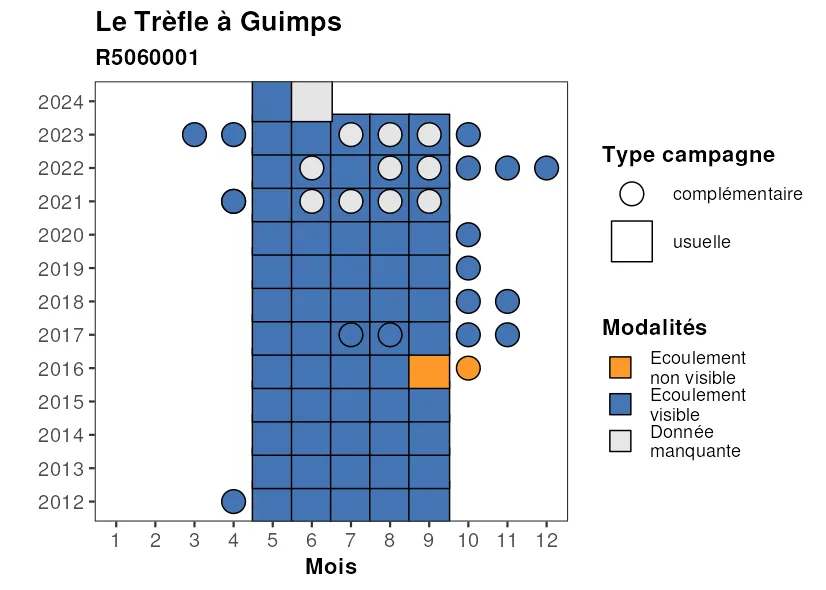 Le Trèfle à Guimps
R5060001
2024
2023
2022
2021
2020
2019
2018
2017
2016
2015
2014
2013
2012
1 2 3 4 5 6 7 8 9 10 11 12
Mois
Type campagne
complémentaire
usuelle
Modalités
Ecoulement
non visible
Ecoulement
visible
Donnée
manquante